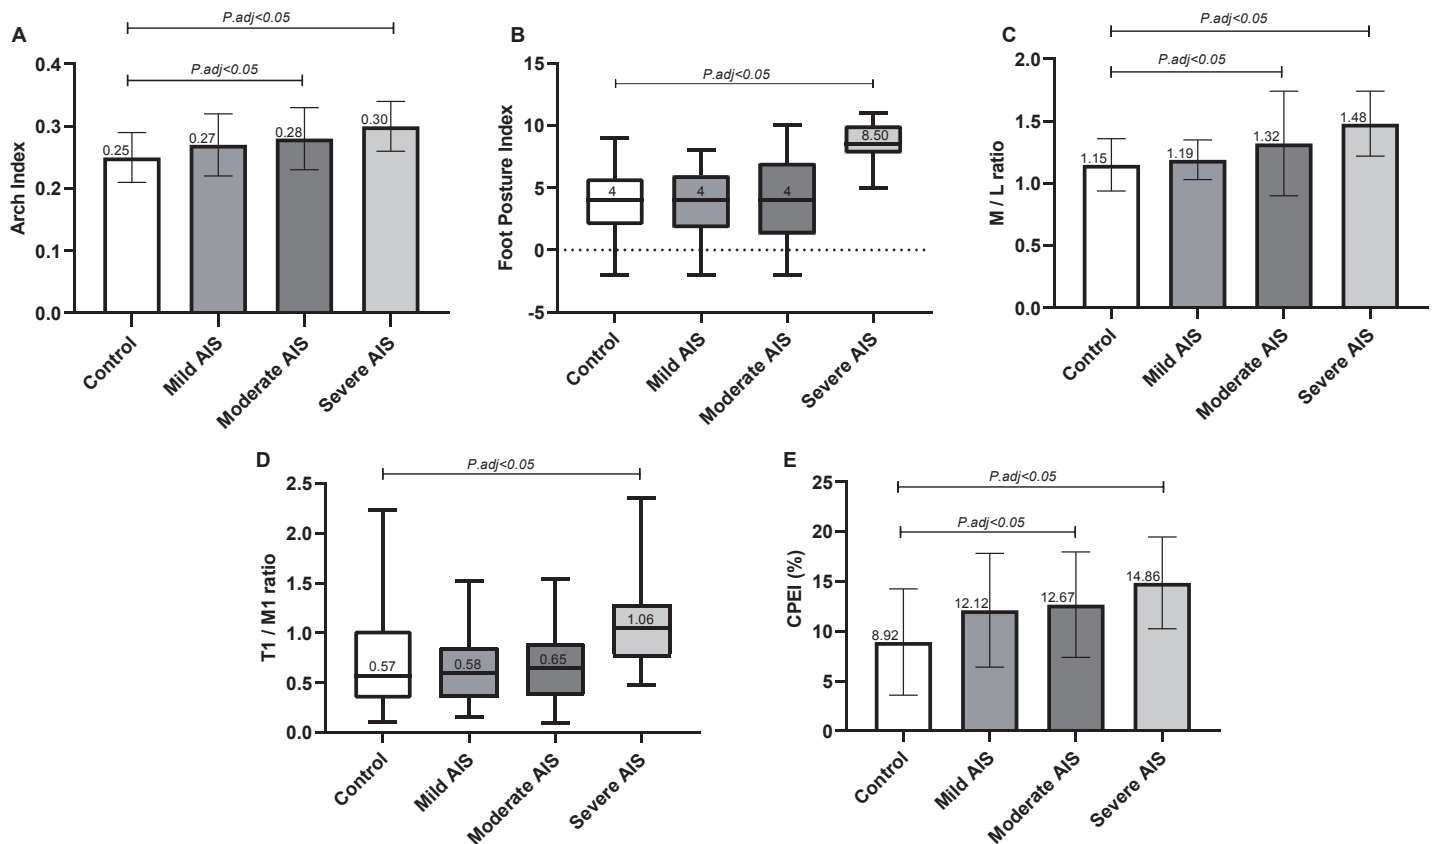 A
P.adj<0.05
P.adj<0.05
Arch Index
0.4
0.3
0.2
0.1
0.0
0.25
0.27
0.28
0.30
Control
Mild AIS
Moderate AIS
Severe AIS
B
P.adj<0.05
Foot Posture Index
15
10
5
0
-5
4
4
4
8.50
Control
Mild AIS
Moderate AIS
Severe AIS
C
P.adj<0.05
P.adj<0.05
M / L ratio
2.0
1.5
1.0
0.5
0.0
1.15
1.19
1.32
1.48
Control
Mild AIS
Moderate AIS
Severe AIS
D
P.adj<0.05
T1 / M1 ratio
2.5
2.0
1.5
1.0
0.5
0.0
0.57
0.58
0.65
1.06
Control
Mild AIS
Moderate AIS
Severe AIS
E
P.adj<0.05
P.adj<0.05
CPEI (%)
25
20
15
10
5
0
8.92
12.12
12.67
14.86
Control
Mild AIS
Moderate AIS
Severe AIS